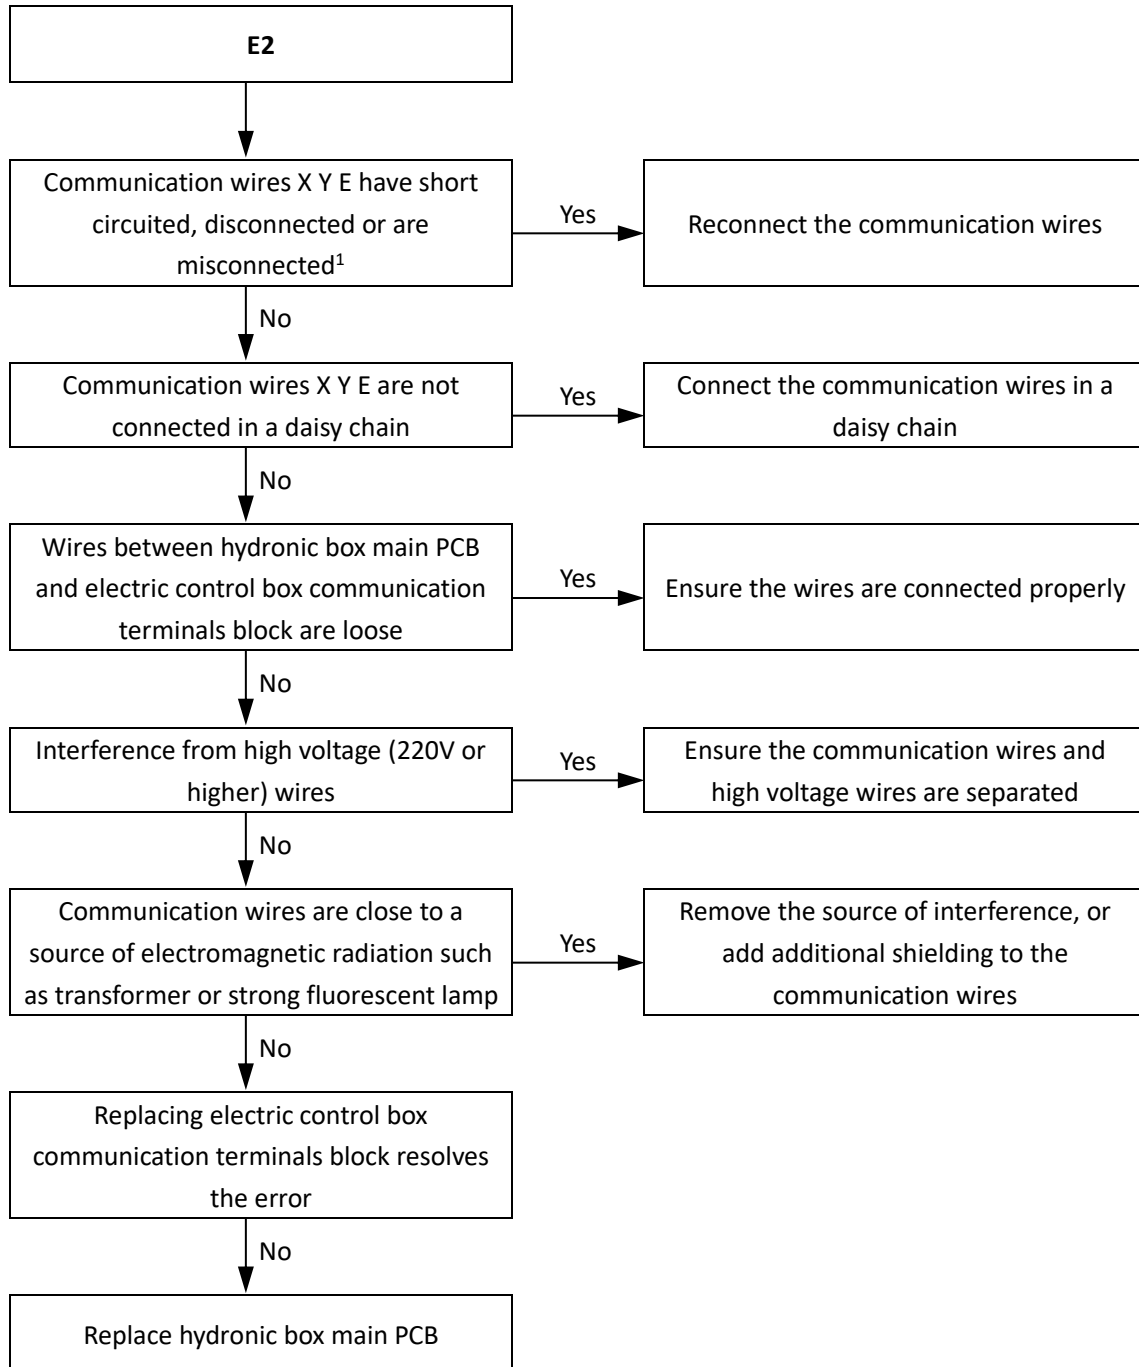 E2
Communication wires X Y E have short
circuited, disconnected or are
misconnected¹
Yes
Reconnect the communication wires
No
Communication wires X Y E are not
connected in a daisy chain
Yes
Connect the communication wires in a
daisy chain
No
Wires between hydronic box main PCB
and electric control box communication
terminals block are loose
Yes
Ensure the wires are connected properly
No
Interference from high voltage (220V or
higher) wires
Yes
Ensure the communication wires and
high voltage wires are separated
No
Communication wires are close to a
source of electromagnetic radiation such
as transformer or strong fluorescent lamp
Yes
Remove the source of interference, or
add additional shielding to the
communication wires
No
Replacing electric control box
communication terminals block resolves
the error
No
Replace hydronic box main PCB